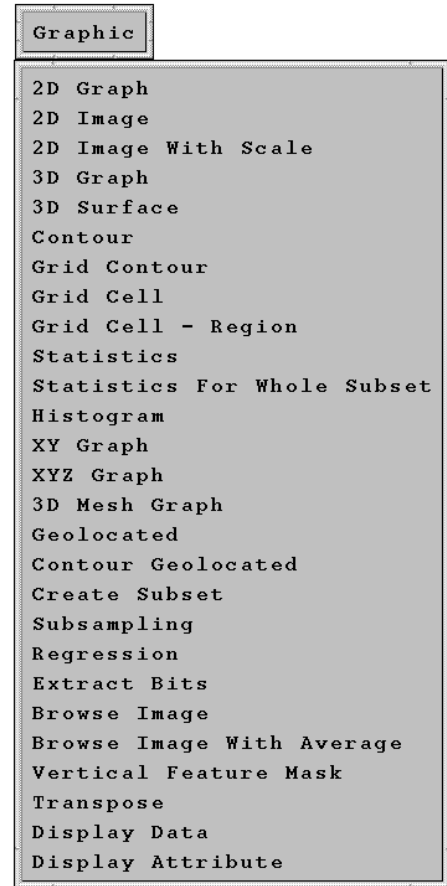 Graphic
2D Graph
2D Image
2D Image With Scale
3D Graph
3D Surface
Contour
Grid Contour
Grid Cell
Grid Cell - Region
Statistics
Statistics For Whole Subset
Histogram
XY Graph
XYZ Graph
3D Mesh Graph
Geolocated
Contour Geolocated
Create Subset
Subsampling
Regression
Extract Bits
Browse Image
Browse Image With Average
Vertical Feature Mask
Transpose
Display Data
Display Attribute